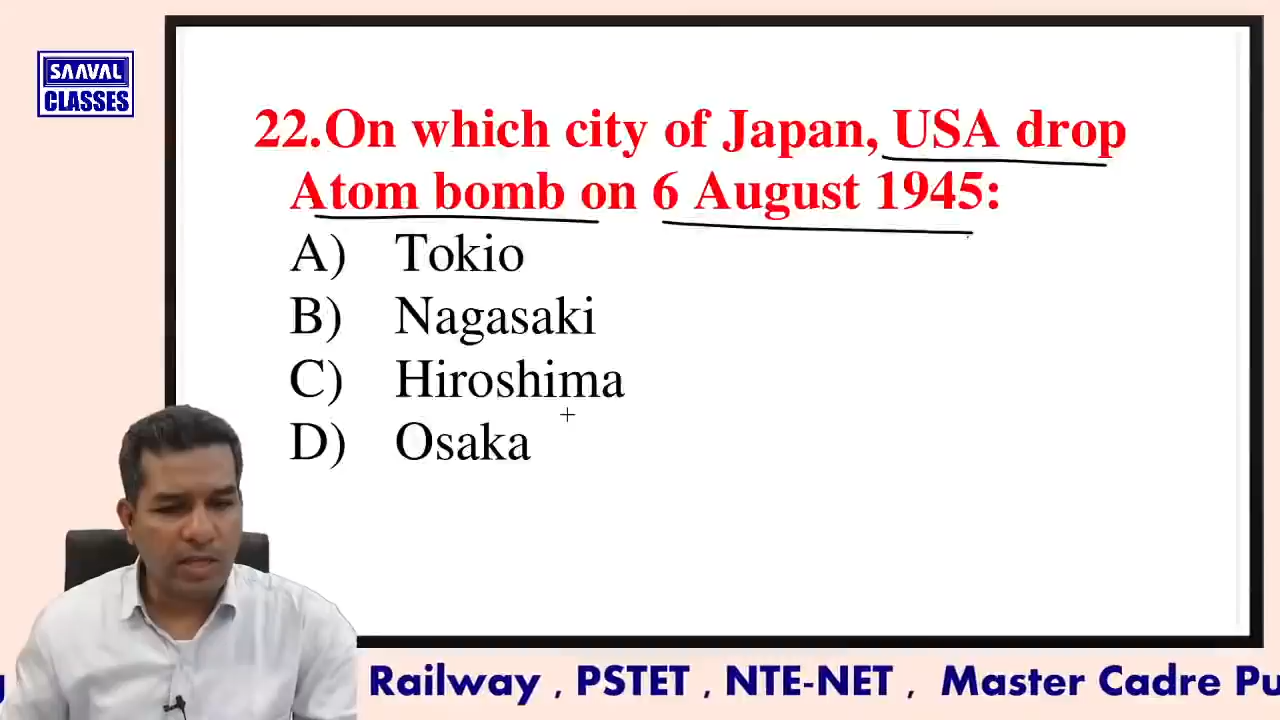 SAAVAL
CLASSES
22.On which city of Japan, USA drop
Atom bomb on 6 August 1945:
A) Tokio
B) Nagasaki
C) Hiroshima
D) Osaka
Railway , PSTET , NTE-NET , Master Cadre Pu